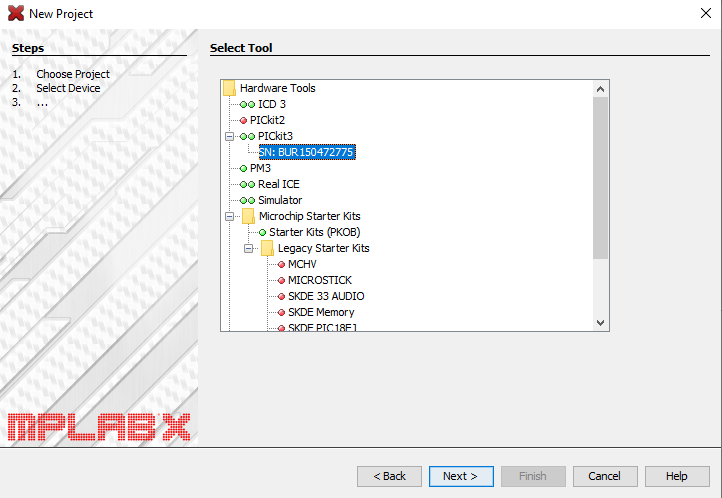 New Project
Steps
1. Choose Project
2. Select Device
3. ...
Select Tool
Hardware Tools
ICD 3
PICkit2
PICkit3
SN: BUR150472775
PM3
Real ICE
Simulator
Microchip Starter Kits
Starter Kits (PKOB)
Legacy Starter Kits
MCHV
MICROSTICK
SKDE 33 AUDIO
SKDE Memory
SKDE PIC18FJ
MPLAB X
< Back
Next >
Finish
Cancel
Help